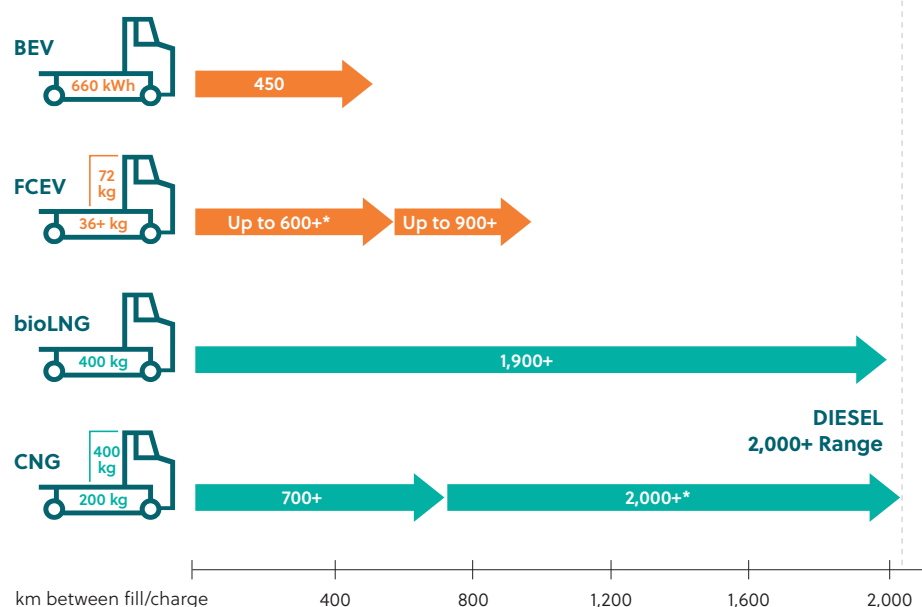 BEV
660 kWh
450
FCEV
72
kg
36+ kg
Up to 600+*
Up to 900+
bioLNG
400 kg
1,900+
DIESEL
2,000+ Range
CNG
400
kg
200 kg
700+
2,000+*
km between fill/charge
400
800
1,200
1,600
2,000